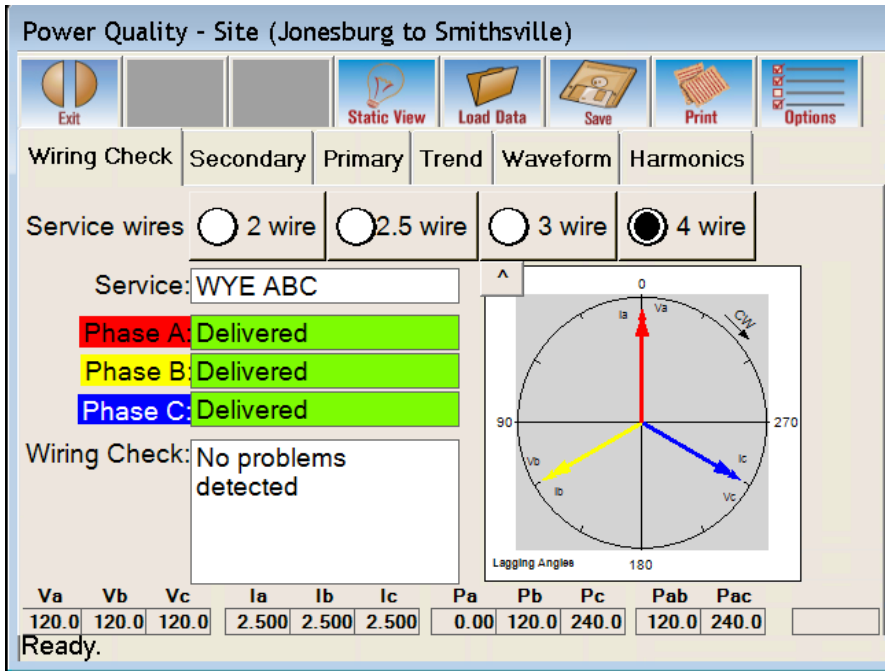 Power Quality - Site (Jonesburg to Smithsville)
Exit
Static View
Load Data
Save
Print
Options
Wiring Check Secondary Primary Trend Waveform Harmonics
Service wires 2 wire 2.5 wire 3 wire 4 wire
Service: WYE ABC
Phase A: Delivered
Phase B: Delivered
Phase C: Delivered
Wiring Check: No problems
detected
^
0
Ia Va CW
90 270
Vb Ic
Ib Vc
Lagging Angles 180
Va Vb Vc Ia Ib Ic Pa Pb Pc Pab Pac
120.0 120.0 120.0 2.500 2.500 2.500 0.00 120.0 240.0 120.0 240.0
Ready.